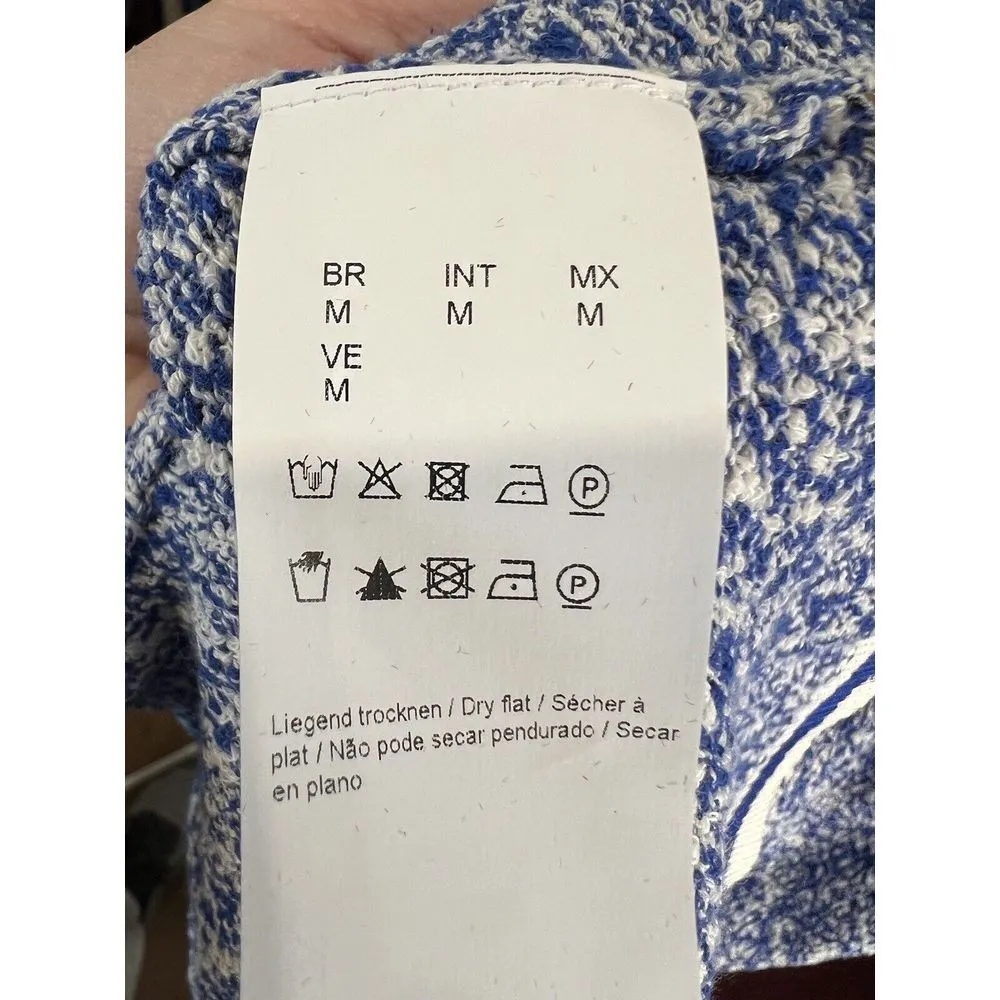 BR INT MX
M M M
VE
M
P
P
Liegend trocknen / Dry flat / Sécher à
plat / Não pode secar pendurado / Secar
en plano